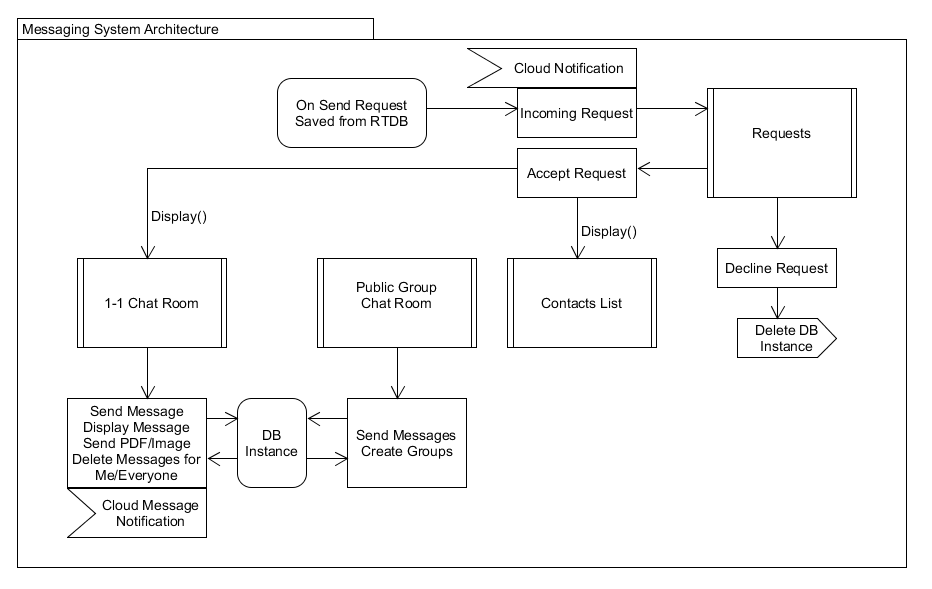 Messaging System Architecture
Cloud Notification
On Send Request
Saved from RTDB
Incoming Request
Requests
Accept Request
Display()
Display()
Decline Request
1-1 Chat Room
Public Group
Chat Room
Contacts List
Delete DB
Instance
Send Message
Display Message
Send PDF/Image
Delete Messages for
Me/Everyone
DB
Instance
Send Messages
Create Groups
Cloud Message
Notification